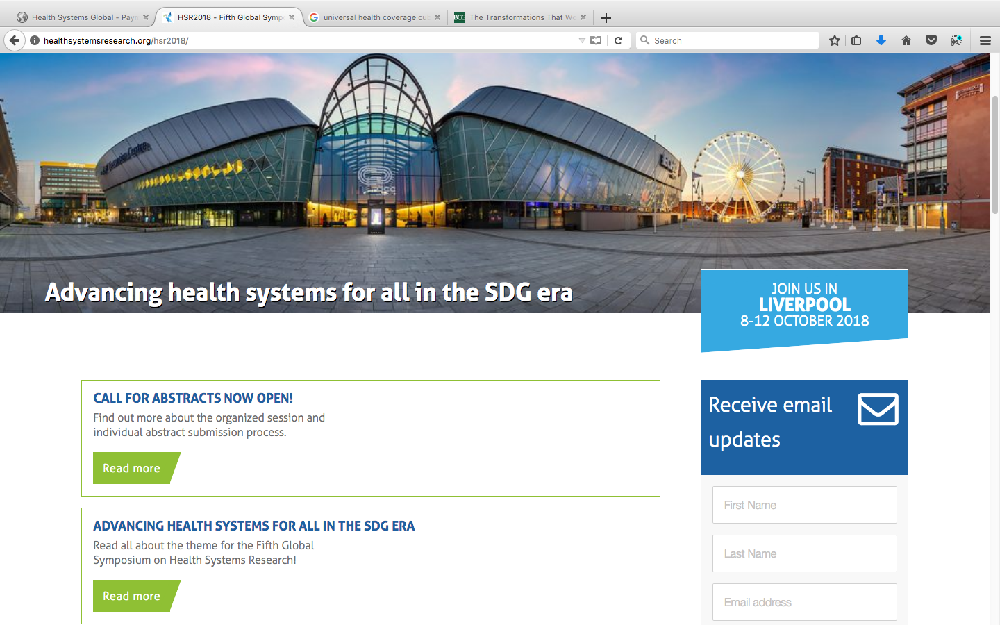 Health Systems Global - Payn
HSR2018 - Fifth Global Symp
universal health coverage cu
The Transformations That Wo
BCG
healthsystemsresearch.org/hsr2018/
Search
Advancing health systems for all in the SDG era
JOIN US IN
LIVERPOOL
8-12 OCTOBER 2018
CALL FOR ABSTRACTS NOW OPEN!
Find out more about the organized session and
individual abstract submission process.
Read more
ADVANCING HEALTH SYSTEMS FOR ALL IN THE SDG ERA
Read all about the theme for the Fifth Global
Symposium on Health Systems Research!
Read more
Receive email
updates
First Name
Last Name
Email address